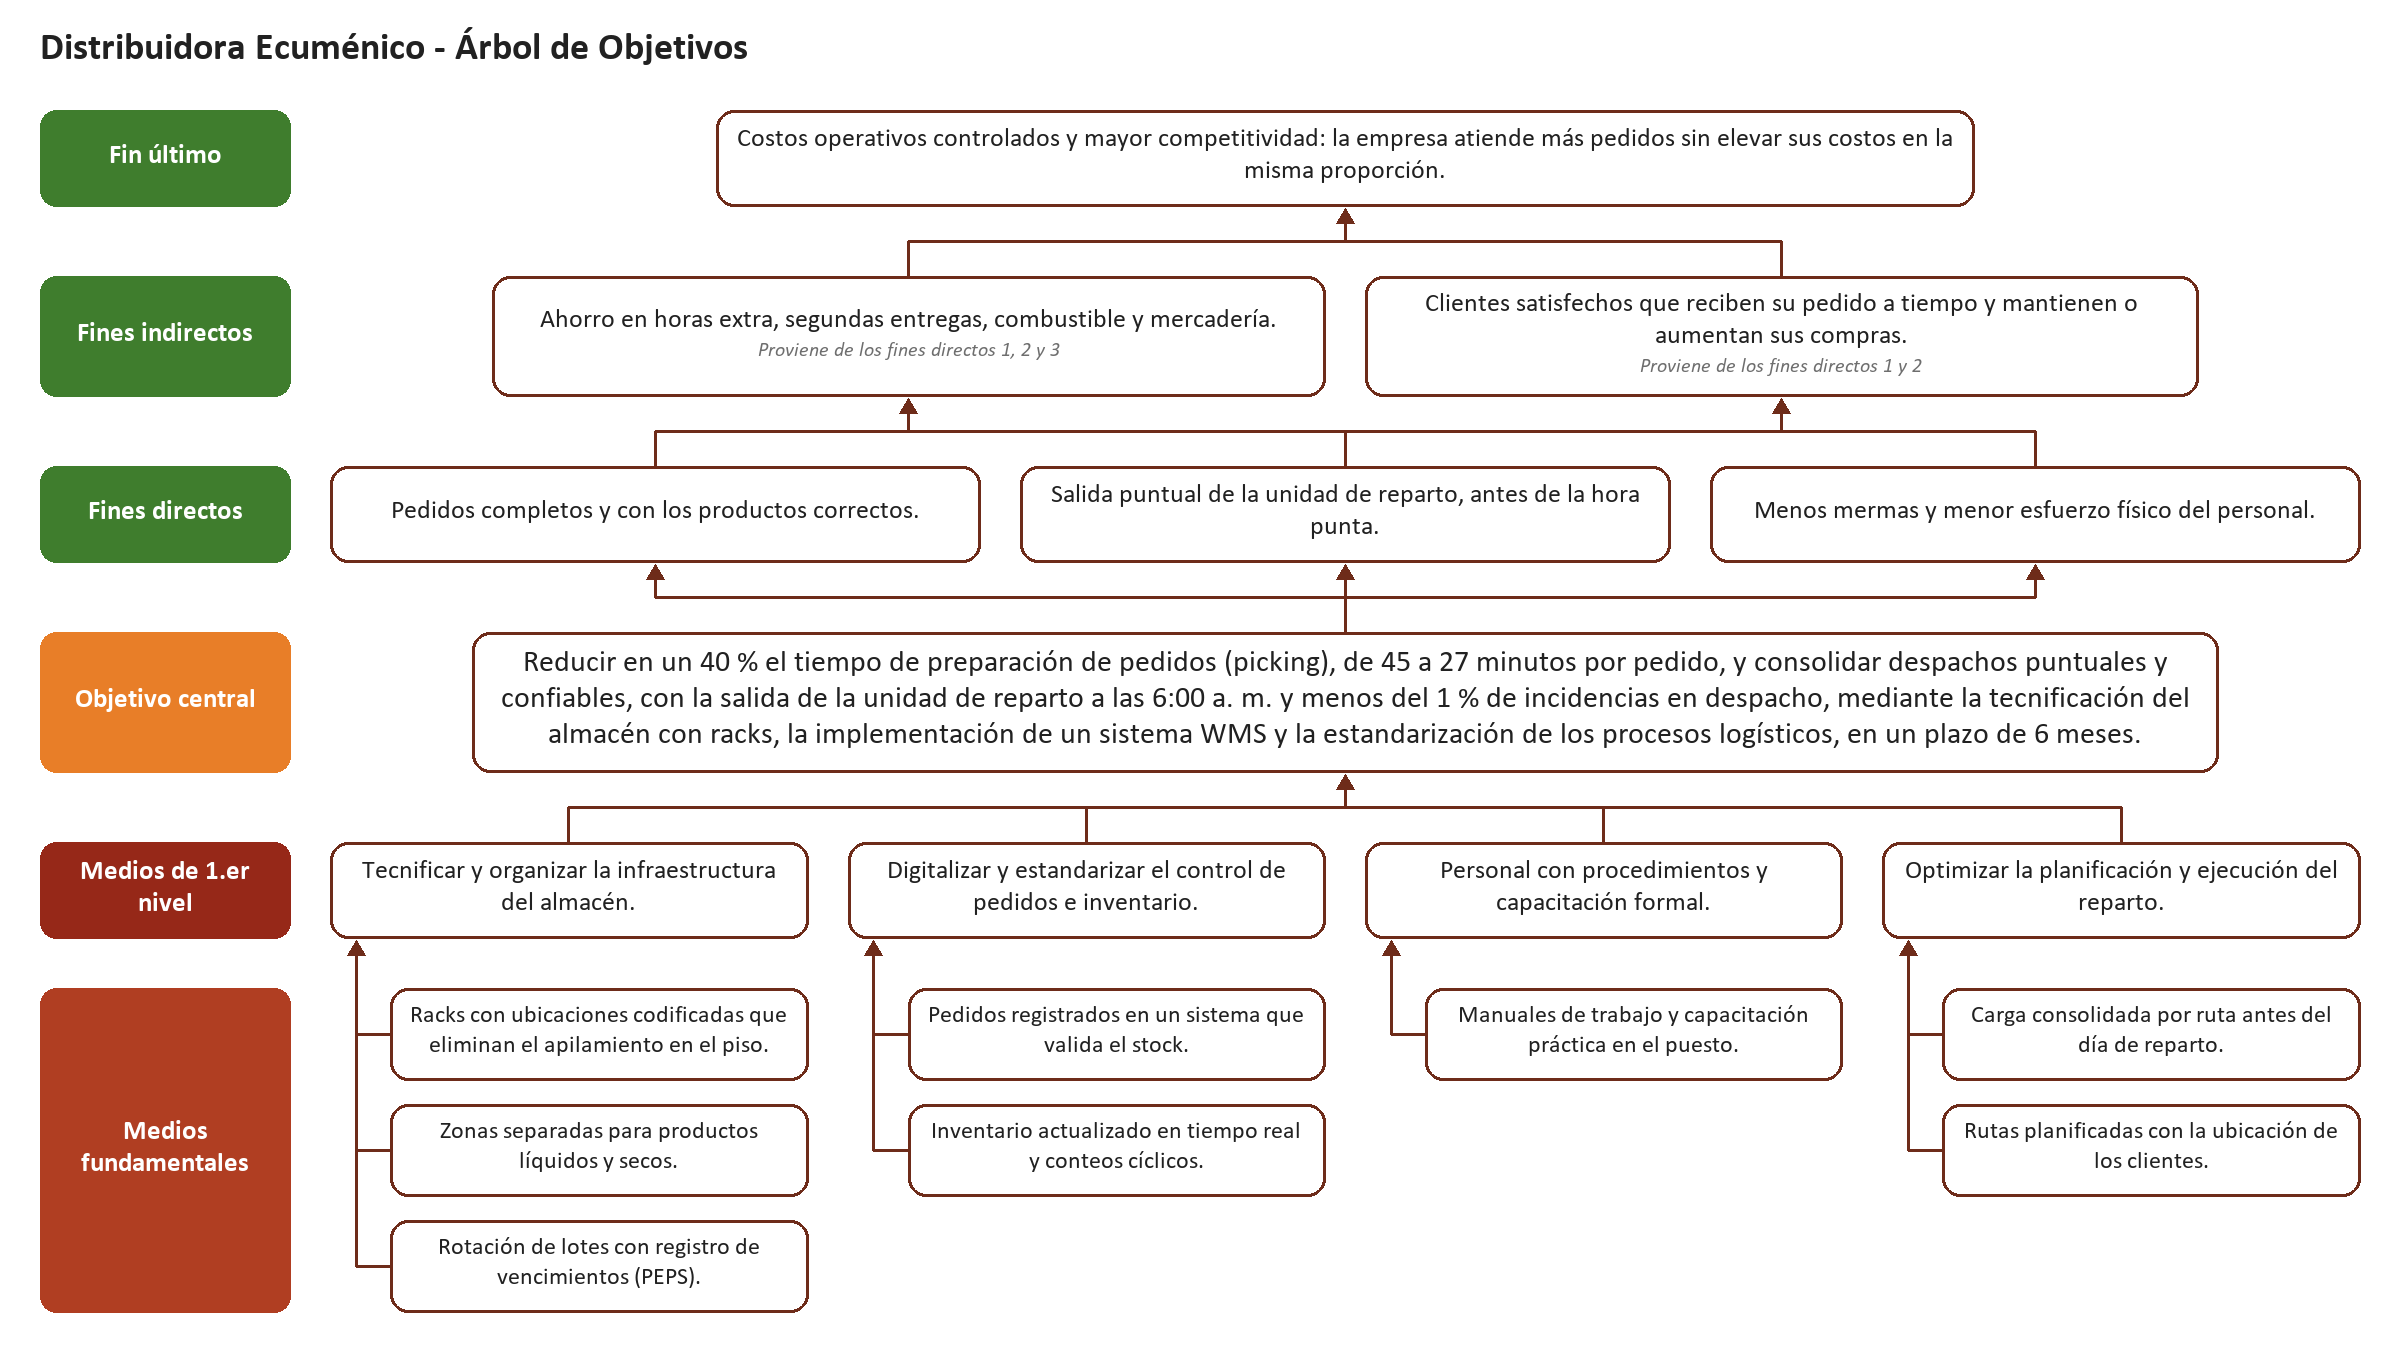 Distribuidora Ecuménico - Árbol de Objetivos
Fin último
Costos operativos controlados y mayor competitividad: la empresa atiende más pedidos sin elevar sus costos en la
misma proporción.
Fines indirectos
Ahorro en horas extra, segundas entregas, combustible y mercadería.
Proviene de los fines directos 1, 2 y 3
Clientes satisfechos que reciben su pedido a tiempo y mantienen o
aumentan sus compras.
Proviene de los fines directos 1 y 2
Fines directos
Pedidos completos y con los productos correctos.
Salida puntual de la unidad de reparto, antes de la hora
punta.
Menos mermas y menor esfuerzo físico del personal.
Objetivo central
Reducir en un 40 % el tiempo de preparación de pedidos (picking), de 45 a 27 minutos por pedido, y consolidar despachos puntuales y
confiables, con la salida de la unidad de reparto a las 6:00 a. m. y menos del 1 % de incidencias en despacho, mediante la tecnificación del
almacén con racks, la implementación de un sistema WMS y la estandarización de los procesos logísticos, en un plazo de 6 meses.
Medios de 1.er
nivel
Tecnificar y organizar la infraestructura
del almacén.
Digitalizar y estandarizar el control de
pedidos e inventario.
Personal con procedimientos y
capacitación formal.
Optimizar la planificación y ejecución del
reparto.
Medios
fundamentales
Racks con ubicaciones codificadas que
eliminan el apilamiento en el piso.
Zonas separadas para productos
líquidos y secos.
Rotación de lotes con registro de
vencimientos (PEPS).
Pedidos registrados en un sistema que
valida el stock.
Inventario actualizado en tiempo real
y conteos cíclicos.
Manuales de trabajo y capacitación
práctica en el puesto.
Carga consolidada por ruta antes del
día de reparto.
Rutas planificadas con la ubicación de
los clientes.